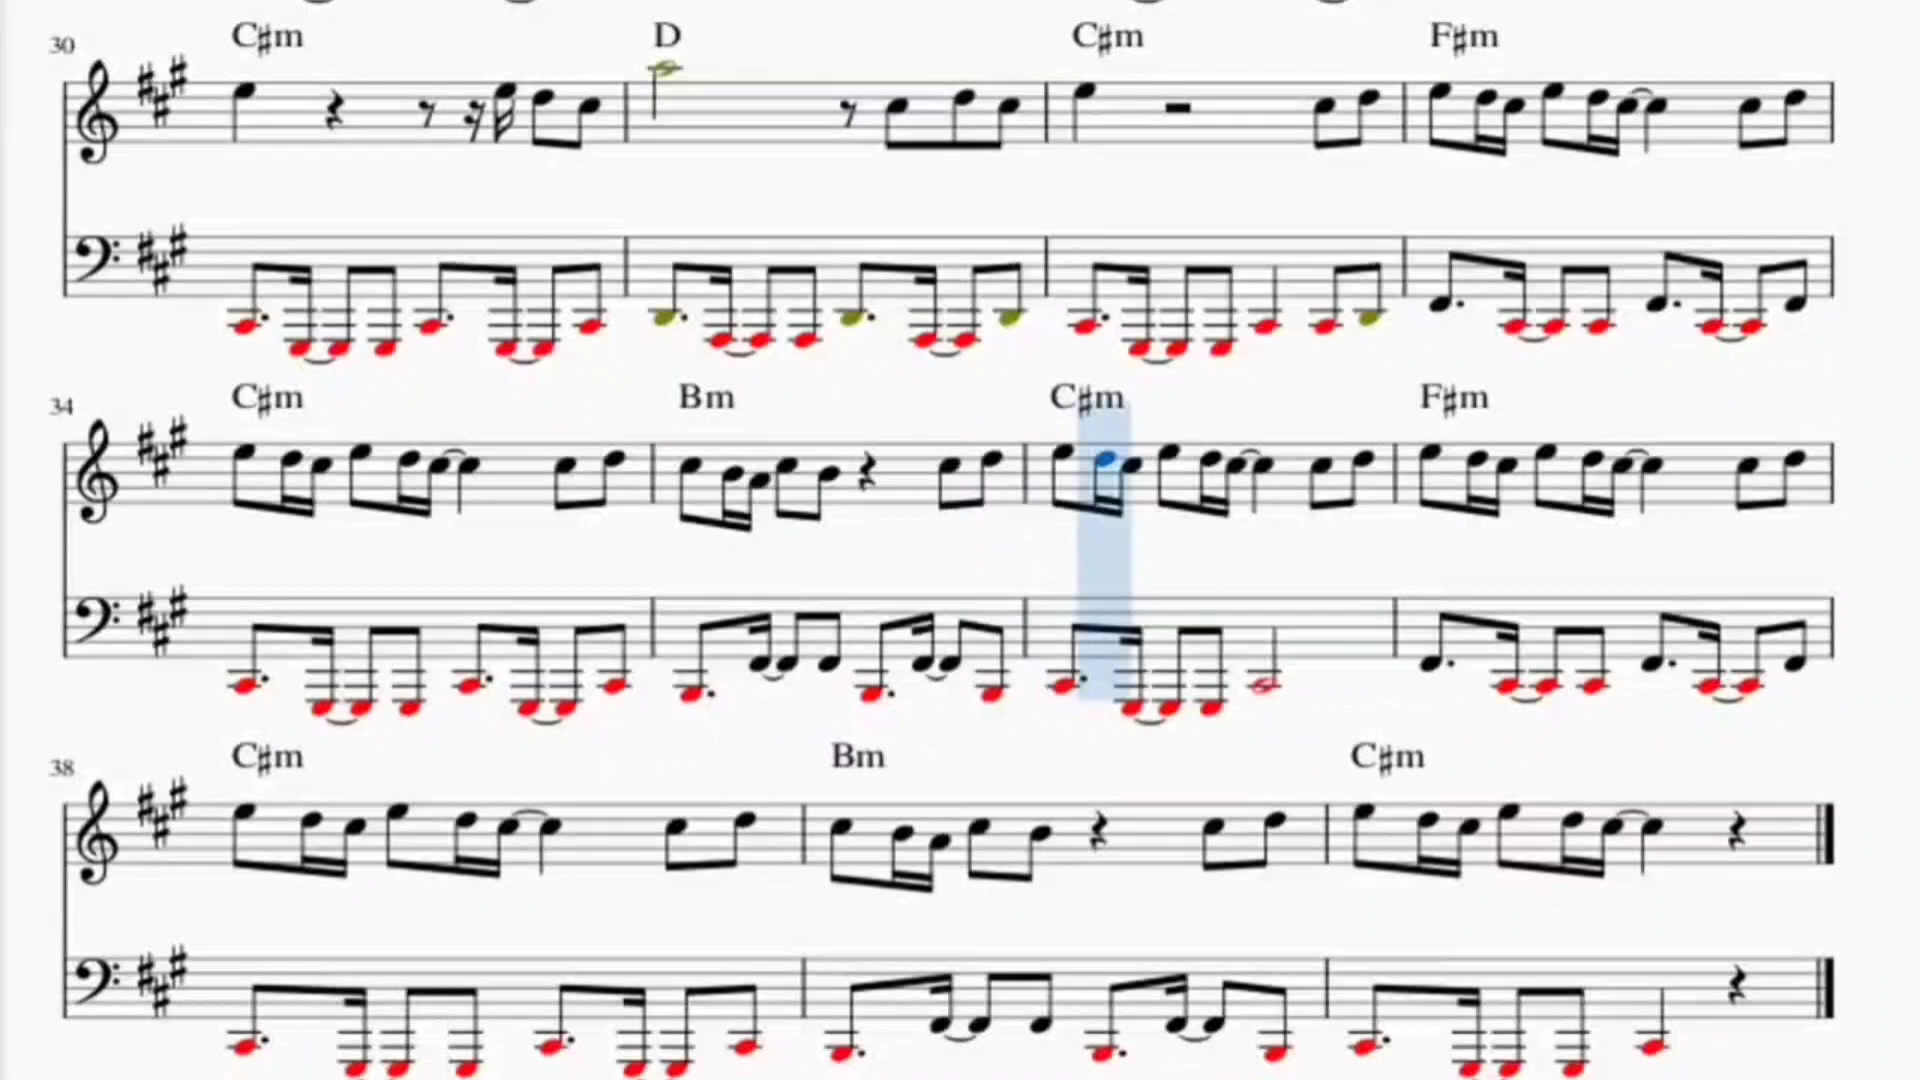 30 C♯m D C♯m F♯m
34 C♯m Bm C♯m F♯m
38 C♯m Bm C♯m